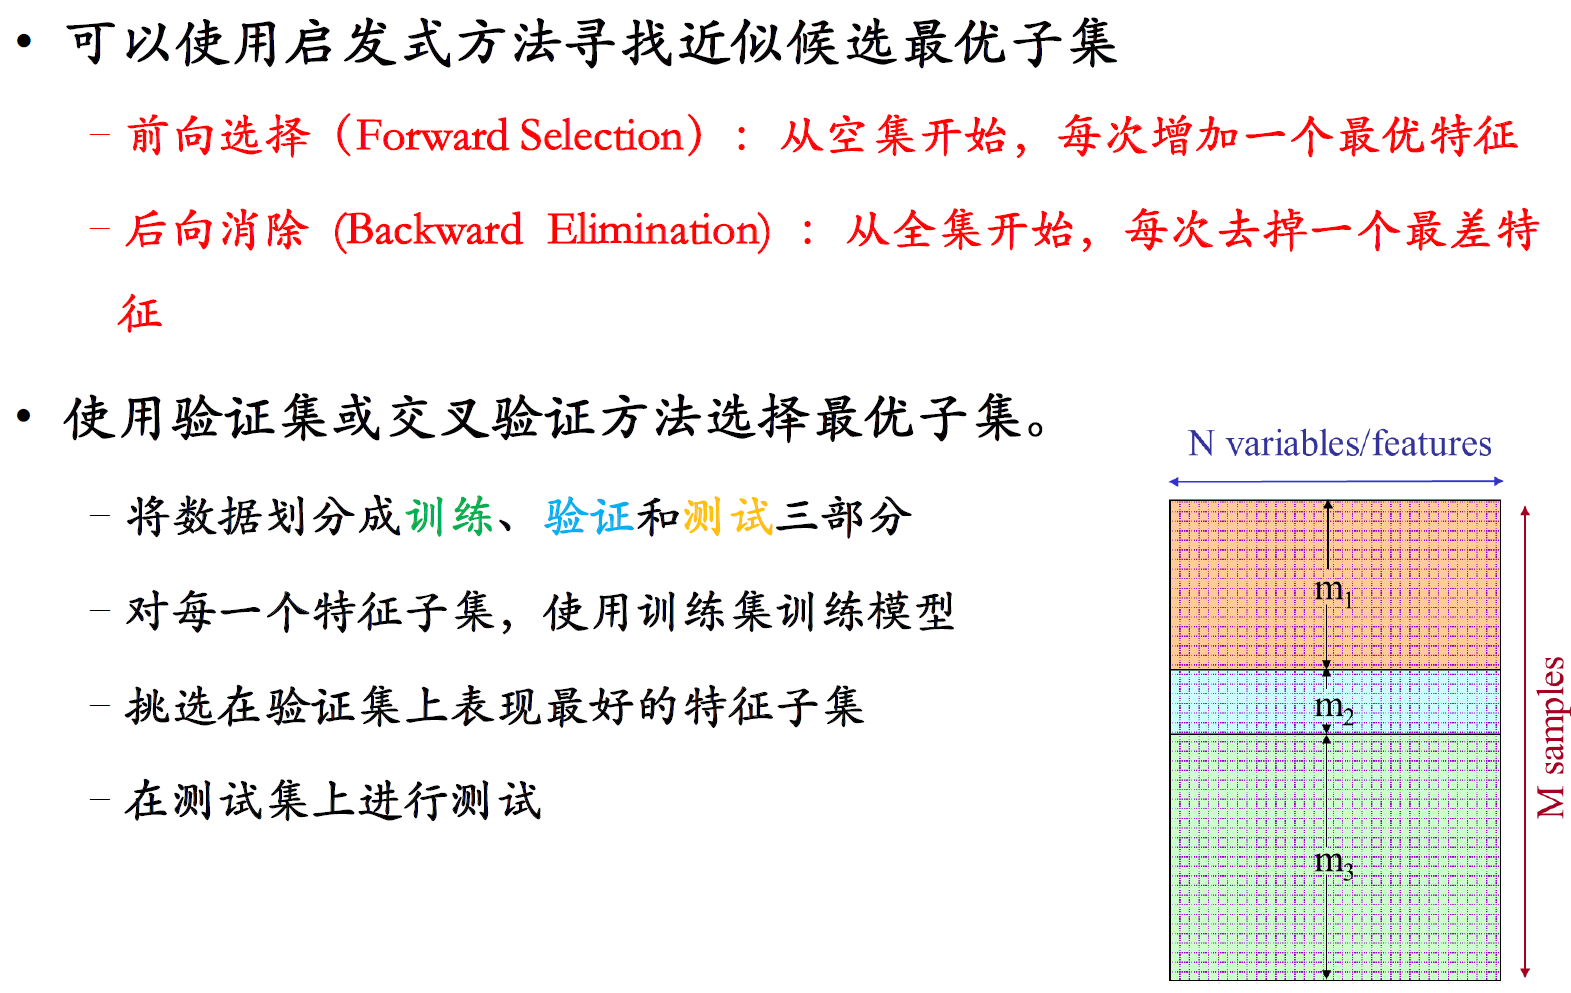 • 可以使用启发式方法寻找近似候选最优子集
– 前向选择（Forward Selection）：从空集开始，每次增加一个最优特征
– 后向消除 (Backward Elimination) ：从全集开始，每次去掉一个最差特
征
• 使用验证集或交叉验证方法选择最优子集。
– 将数据划分成训练、验证和测试三部分
– 对每一个特征子集，使用训练集训练模型
– 挑选在验证集上表现最好的特征子集
– 在测试集上进行测试
N variables/features
m1
m2
m3
M samples